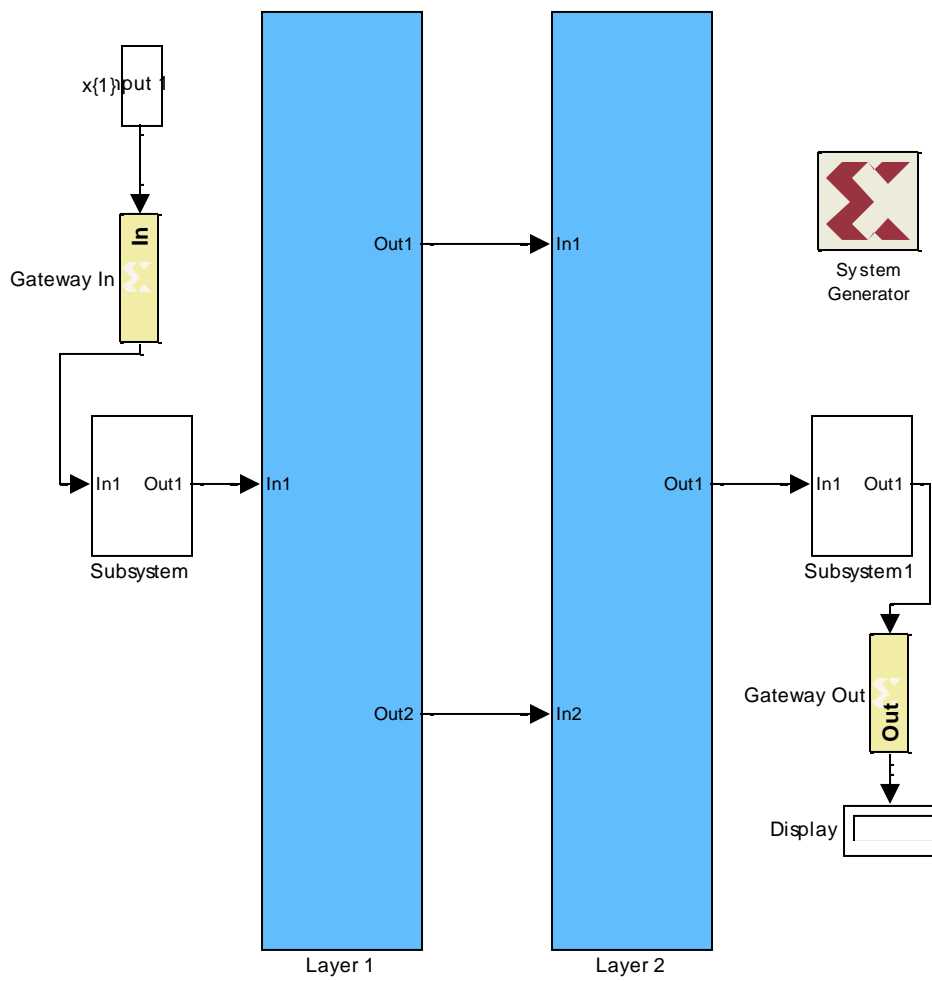 x{1}
nput 1
In
Gateway In
In1
Out1
Subsystem
In1
Out1
Out2
Layer 1
In1
In2
Out1
Layer 2
System
Generator
In1
Out1
Subsystem1
Gateway Out
Out
Display